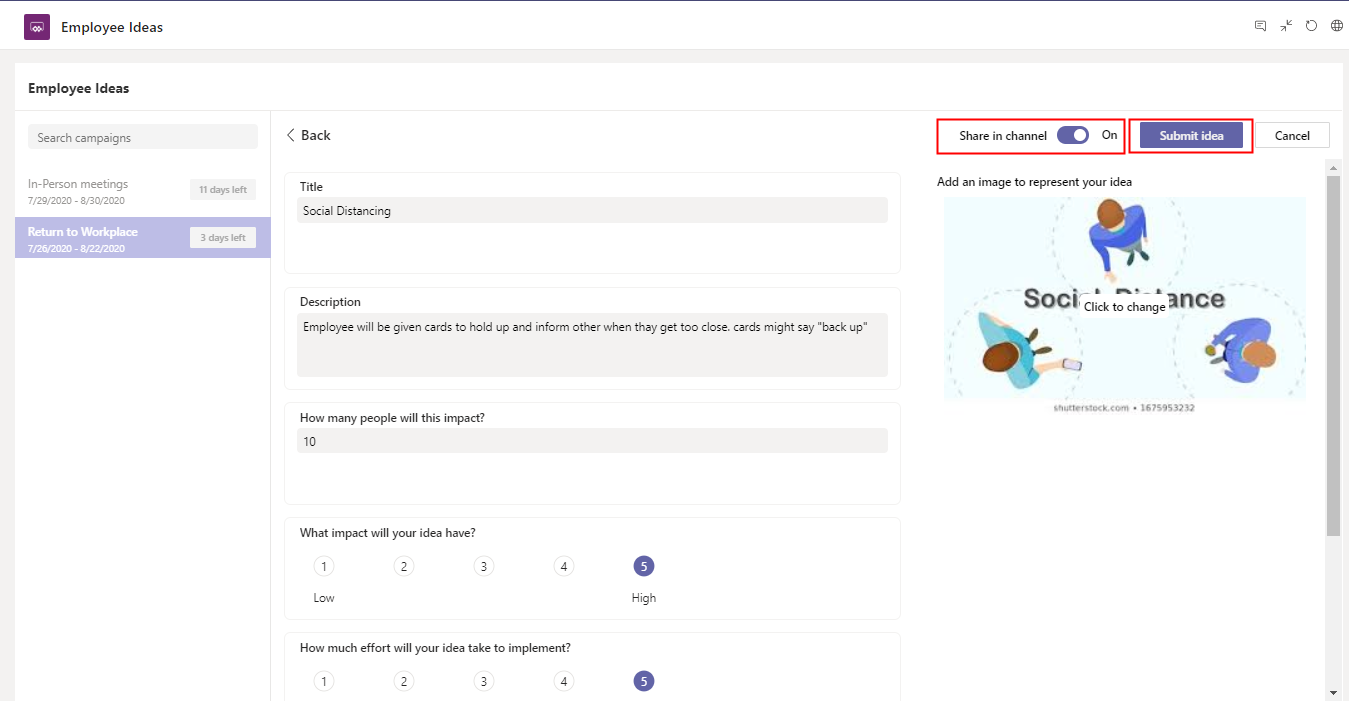 Employee Ideas
Employee Ideas
Search campaigns
In-Person meetings
7/29/2020 - 8/30/2020
11 days left
Return to Workplace
7/26/2020 - 8/22/2020
3 days left
Back
Share in channel
On
Submit idea
Cancel
Title
Social Distancing
Description
Employee will be given cards to hold up and inform other when thay get too close. cards might say "back up"
How many people will this impact?
10
What impact will your idea have?
1 2 3 4 5
Low High
How much effort will your idea take to implement?
1 2 3 4 5
Add an image to represent your idea
Click to change
shutterstock.com • 1675953232